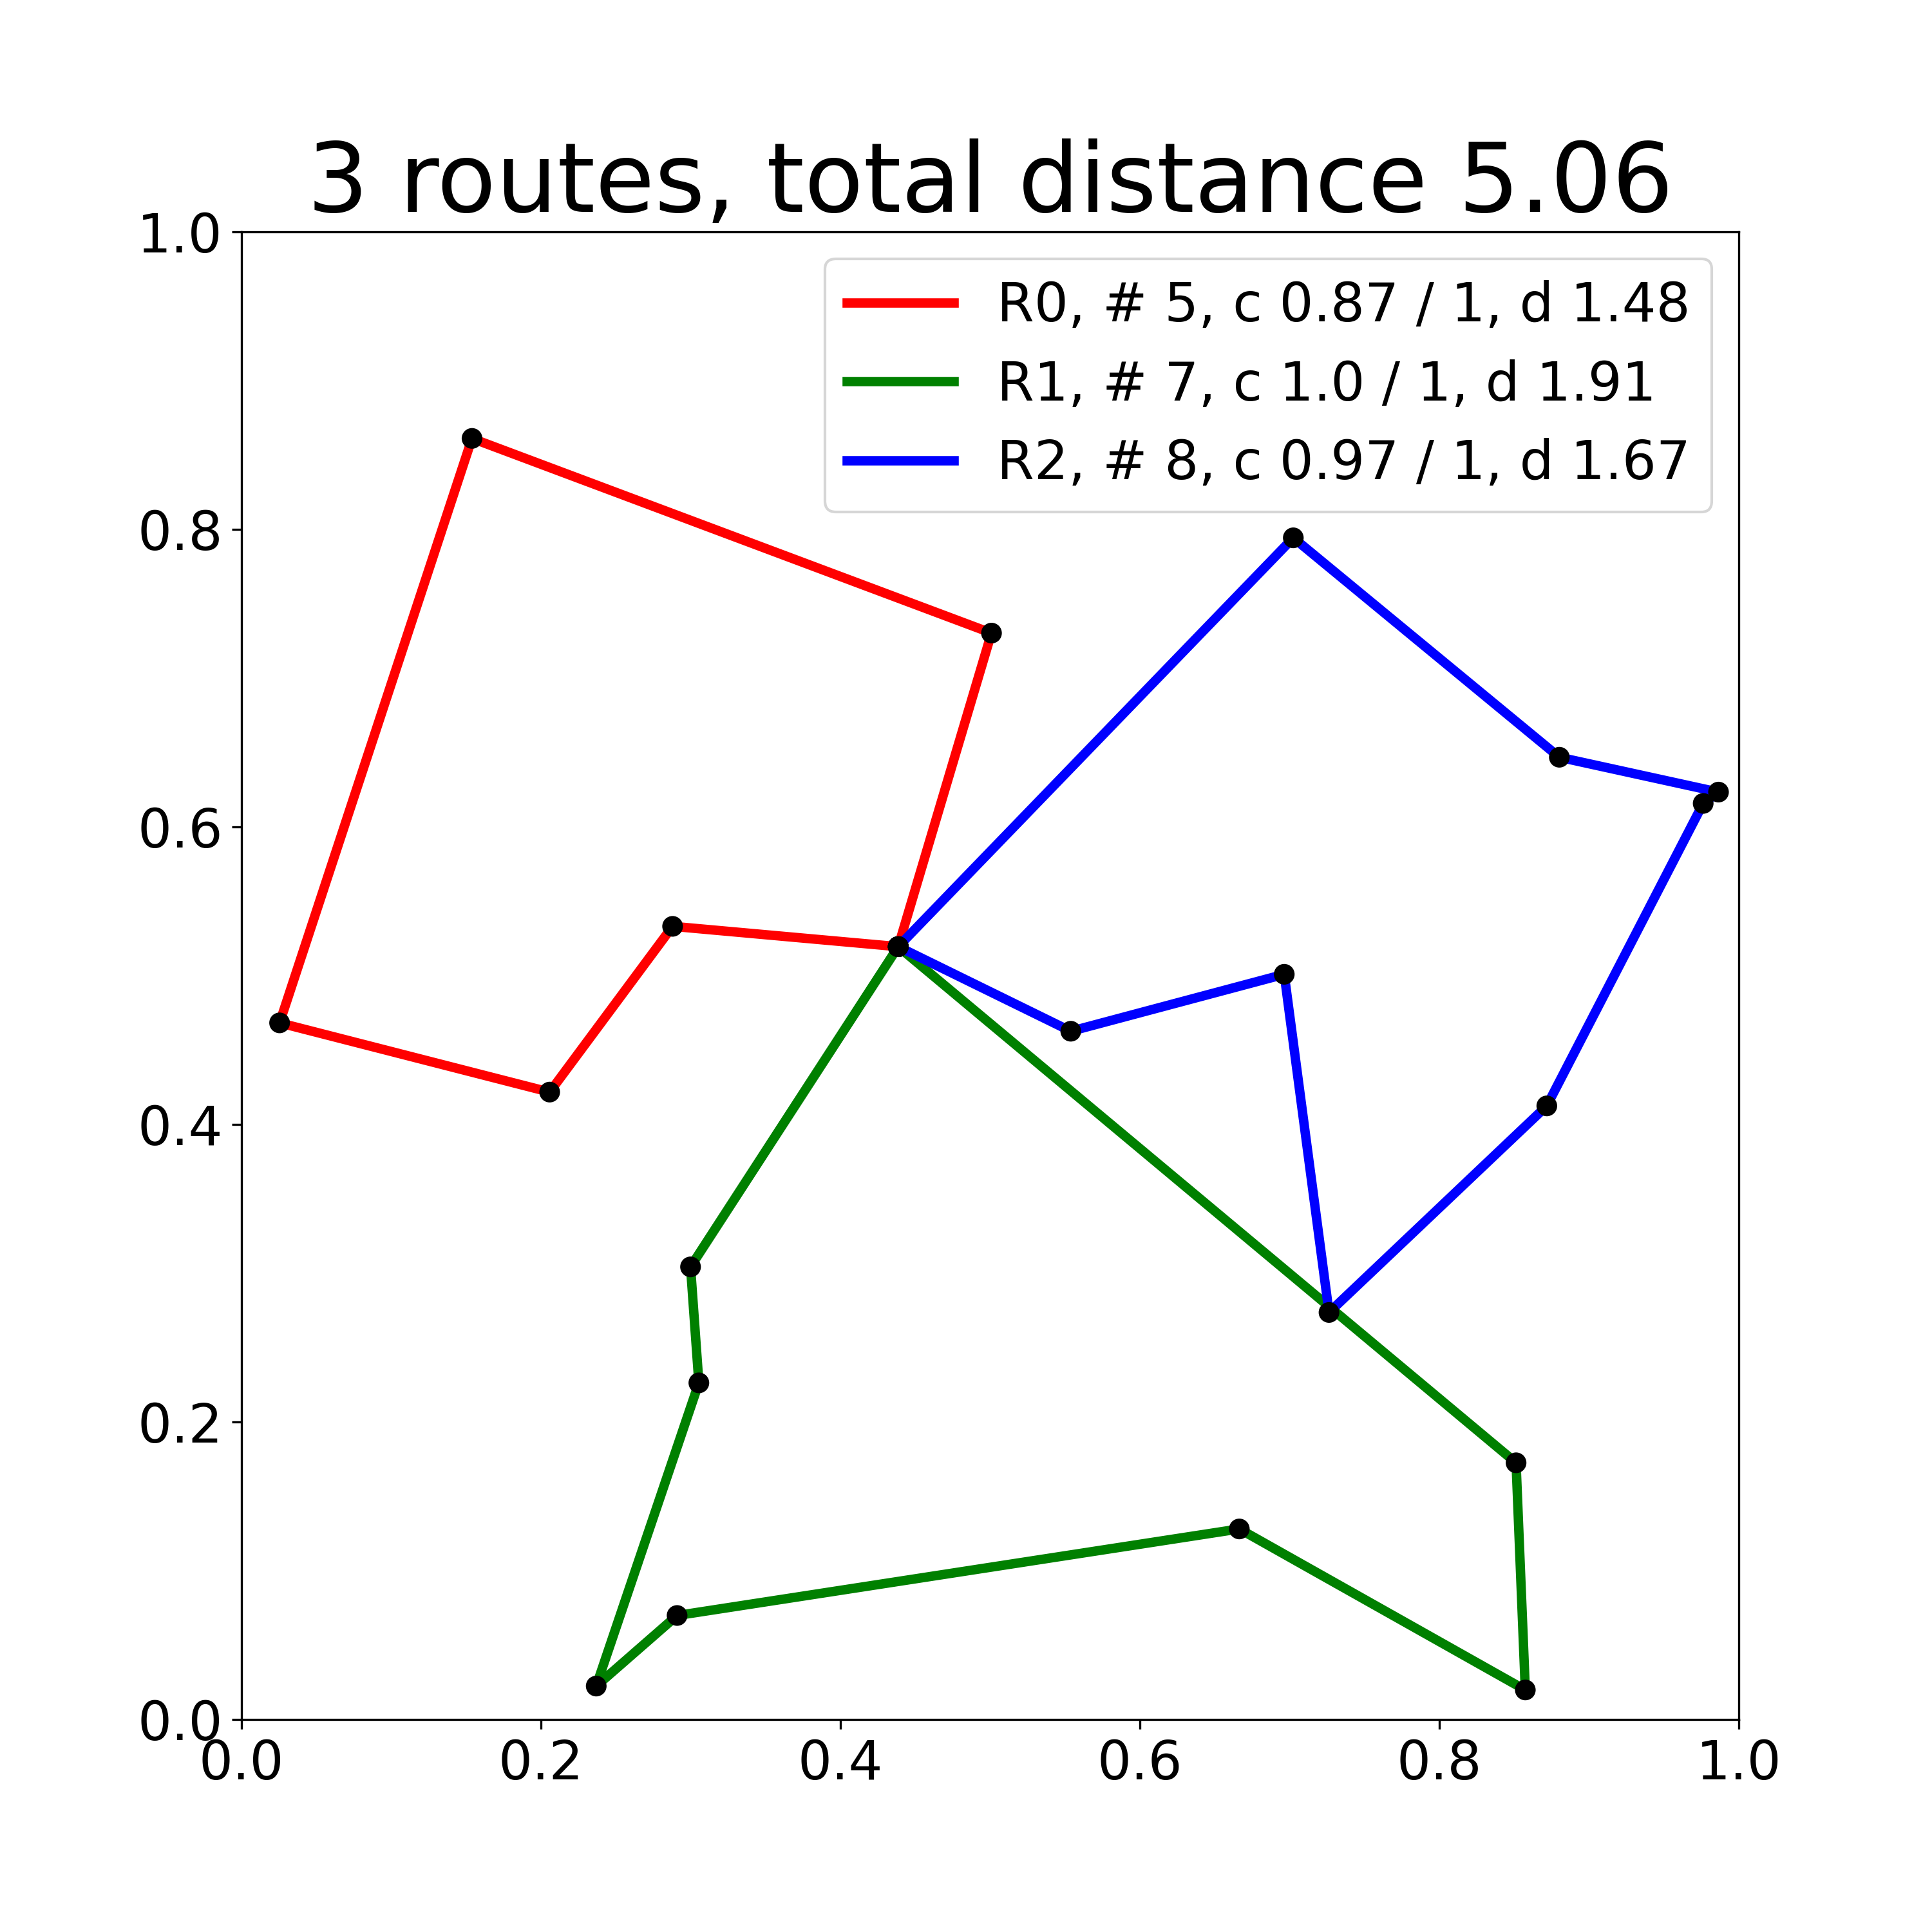 3 routes, total distance 5.06
R0, # 5, c 0.87 / 1, d 1.48
R1, # 7, c 1.0 / 1, d 1.91
R2, # 8, c 0.97 / 1, d 1.67
1.0
0.8
0.6
0.4
0.2
0.0
0.0 0.2 0.4 0.6 0.8 1.0